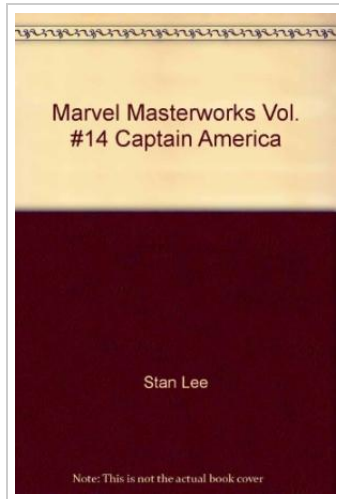 Marvel Masterworks Vol.
#14 Captain America
Stan Lee
Note: This is not the actual book cover